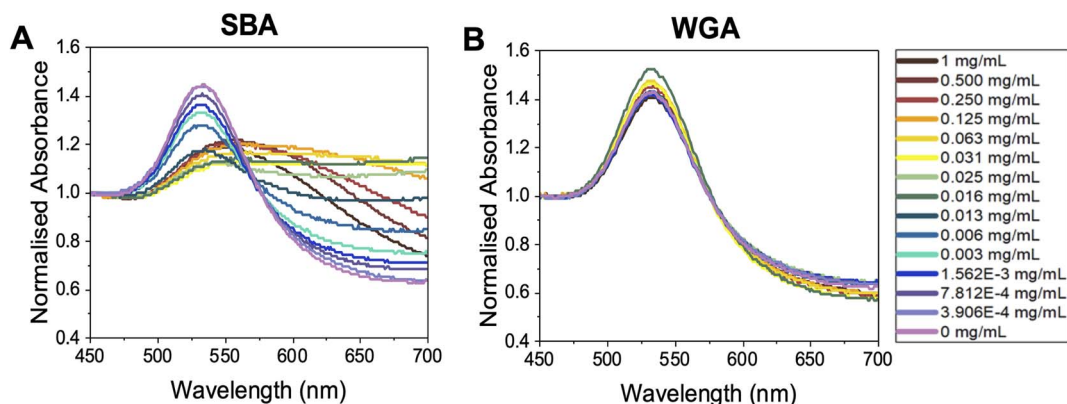 A
SBA
Normalised Absorbance
1.6
1.4
1.2
1.0
0.8
0.6
0.4
450 500 550 600 650 700
Wavelength (nm)
B
WGA
Normalised Absorbance
1.6
1.4
1.2
1.0
0.8
0.6
0.4
450 500 550 600 650 700
Wavelength (nm)
1 mg/mL
0.500 mg/mL
0.250 mg/mL
0.125 mg/mL
0.063 mg/mL
0.031 mg/mL
0.025 mg/mL
0.016 mg/mL
0.013 mg/mL
0.006 mg/mL
0.003 mg/mL
1.562E-3 mg/mL
7.812E-4 mg/mL
3.906E-4 mg/mL
0 mg/mL